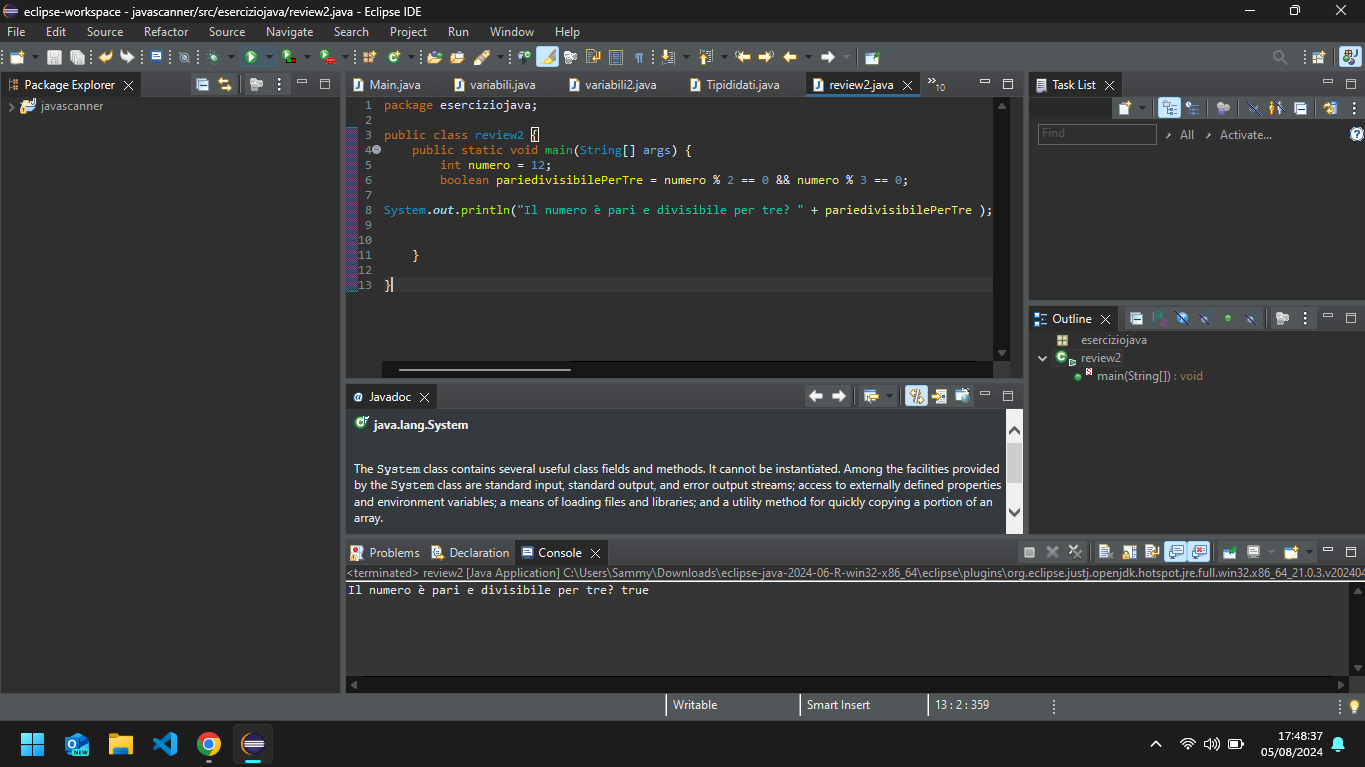 eclipse-workspace - javascanner/src/eserciziojava/review2.java - Eclipse IDE
File Edit Source Refactor Source Navigate Search Project Run Window Help
Package Explorer
javascanner
Main.java variabili.java variabili2.java Tipididati.java review2.java »10
1 package eserciziojava;
2
3 public class review2 {
4 public static void main(String[] args) {
5 int numero = 12;
6 boolean pariedivisibilePerTre = numero % 2 == 0 && numero % 3 == 0;
7
8 System.out.println("Il numero è pari e divisibile per tre? " + pariedivisibilePerTre );
9
10
11 }
12
13 }
Task List
Find All Activate...
Outline
eserciziojava
review2
main(String[]) : void
Javadoc
java.lang.System
The System class contains several useful class fields and methods. It cannot be instantiated. Among the facilities provided
by the System class are standard input, standard output, and error output streams; access to externally defined properties
and environment variables; a means of loading files and libraries; and a utility method for quickly copying a portion of an
array.
Problems Declaration Console
<terminated> review2 [Java Application] C:\Users\Sammy\Downloads\eclipse-java-2024-06-R-win32-x86_64\eclipse\plugins\org.eclipse.justj.openjdk.hotspot.jre.full.win32.x86_64_21.0.3.v202404
Il numero è pari e divisibile per tre? true
Writable Smart Insert 13 : 2 : 359
NEW
17:48:37
05/08/2024